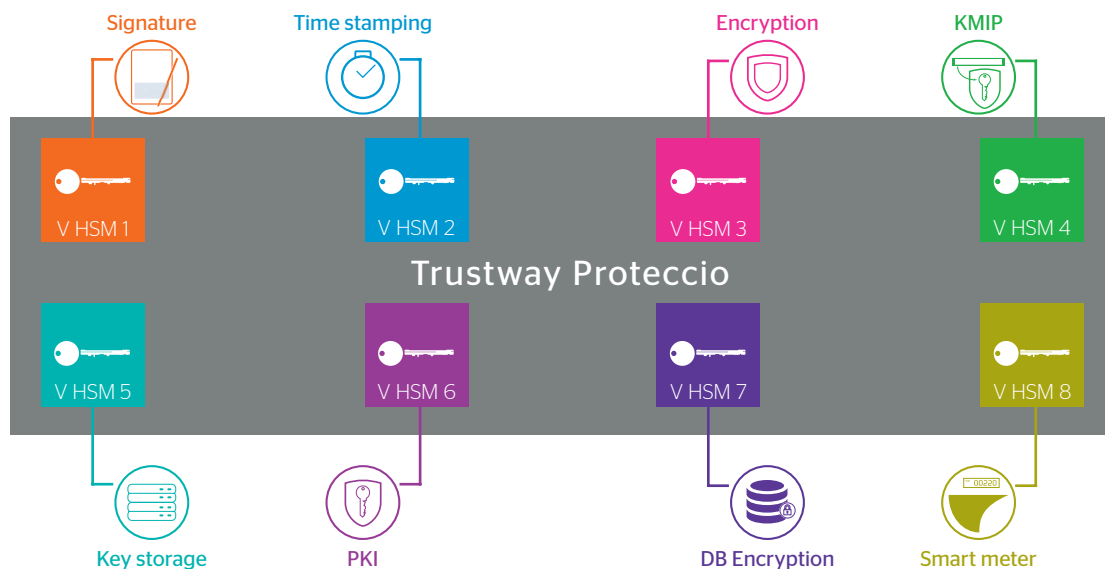 Signature
Time stamping
Encryption
KMIP
V HSM 1
V HSM 2
V HSM 3
V HSM 4
Trustway Proteccio
V HSM 5
V HSM 6
V HSM 7
V HSM 8
00220
Key storage
PKI
DB Encryption
Smart meter